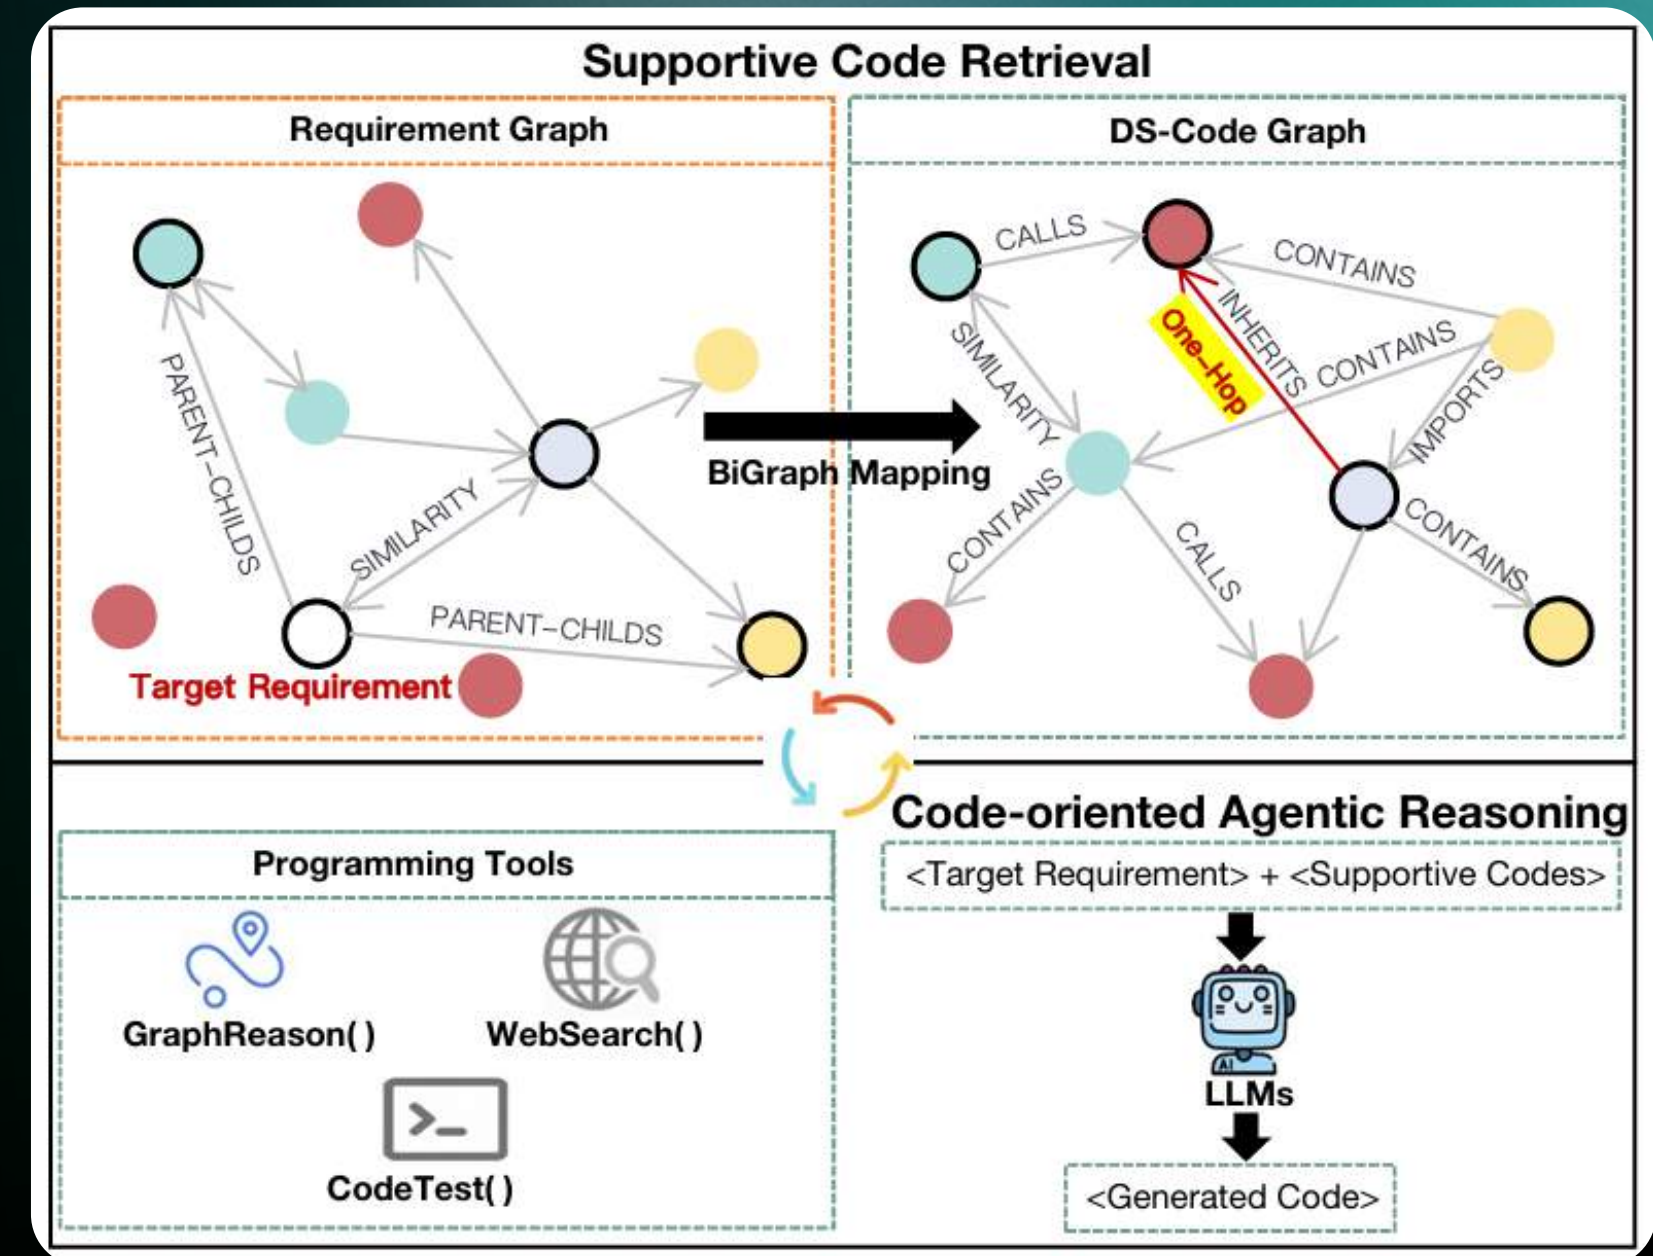 Supportive Code Retrieval
Requirement Graph
PARENT-CHILDS
SIMILARITY
PARENT-CHILDS
Target Requirement
BiGraph Mapping
DS-Code Graph
CALLS
CONTAINS
SIMILARITY
One-Hop
INHERITS
CONTAINS
IMPORTS
CONTAINS
CALLS
CONTAINS
Programming Tools
GraphReason()
WebSearch()
CodeTest()
Code-oriented Agentic Reasoning
<Target Requirement> + <Supportive Codes>
AI
LLMs
<Generated Code>